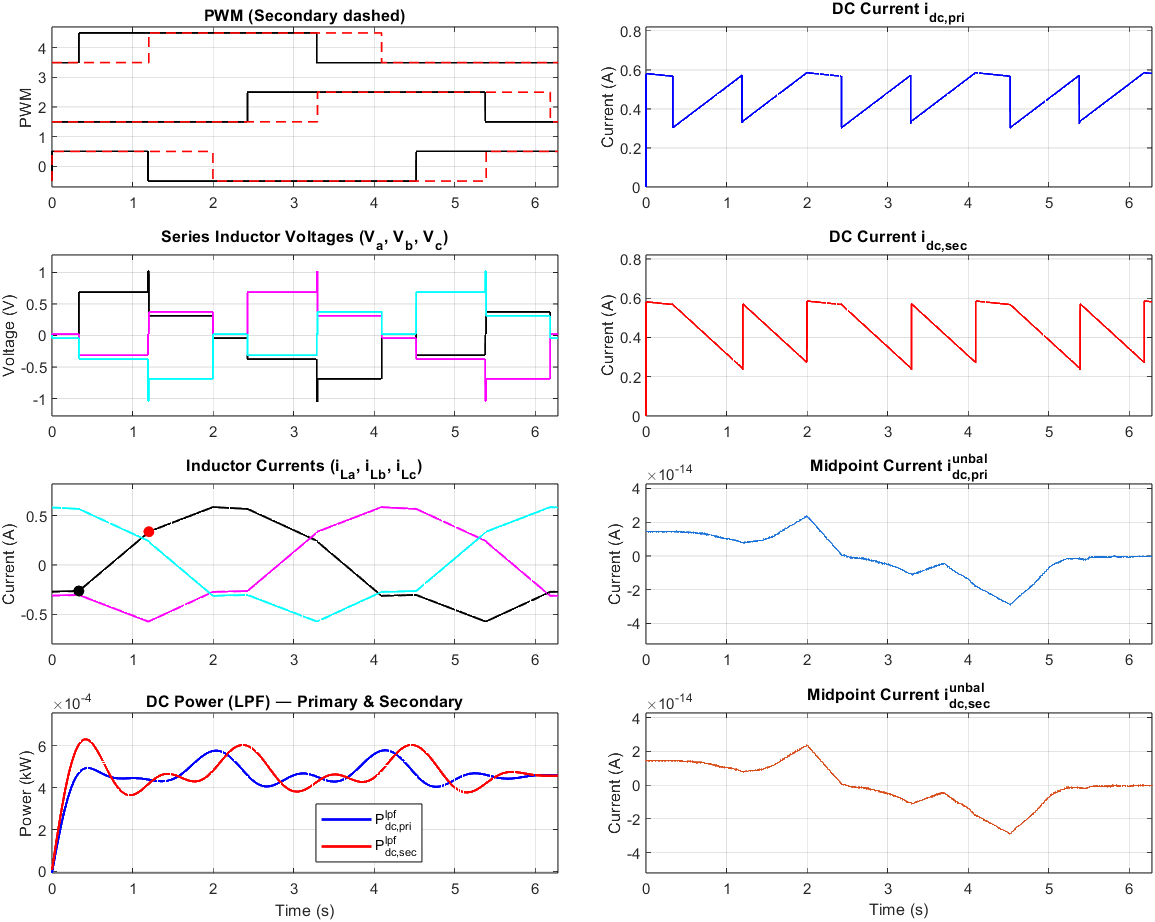 PWM (Secondary dashed)
PWM
4
3
2
1
0
0 1 2 3 4 5 6
DC Current i_dc,pri
Current (A)
0.8
0.6
0.4
0.2
0
0 1 2 3 4 5 6
Series Inductor Voltages (V_a, V_b, V_c)
Voltage (V)
1
0.5
0
-0.5
-1
0 1 2 3 4 5 6
DC Current i_dc,sec
Current (A)
0.8
0.6
0.4
0.2
0
0 1 2 3 4 5 6
Inductor Currents (i_La, i_Lb, i_Lc)
Current (A)
0.5
0
-0.5
0 1 2 3 4 5 6
Midpoint Current i_dc,pri^unbal
×10^-14
Current (A)
4
2
0
-2
-4
0 1 2 3 4 5 6
DC Power (LPF) — Primary & Secondary
×10^-4
Power (kW)
6
4
2
0
P_dc,pri^lpf
P_dc,sec^lpf
0 1 2 3 4 5 6
Time (s)
Midpoint Current i_dc,sec^unbal
×10^-14
Current (A)
4
2
0
-2
-4
0 1 2 3 4 5 6
Time (s)